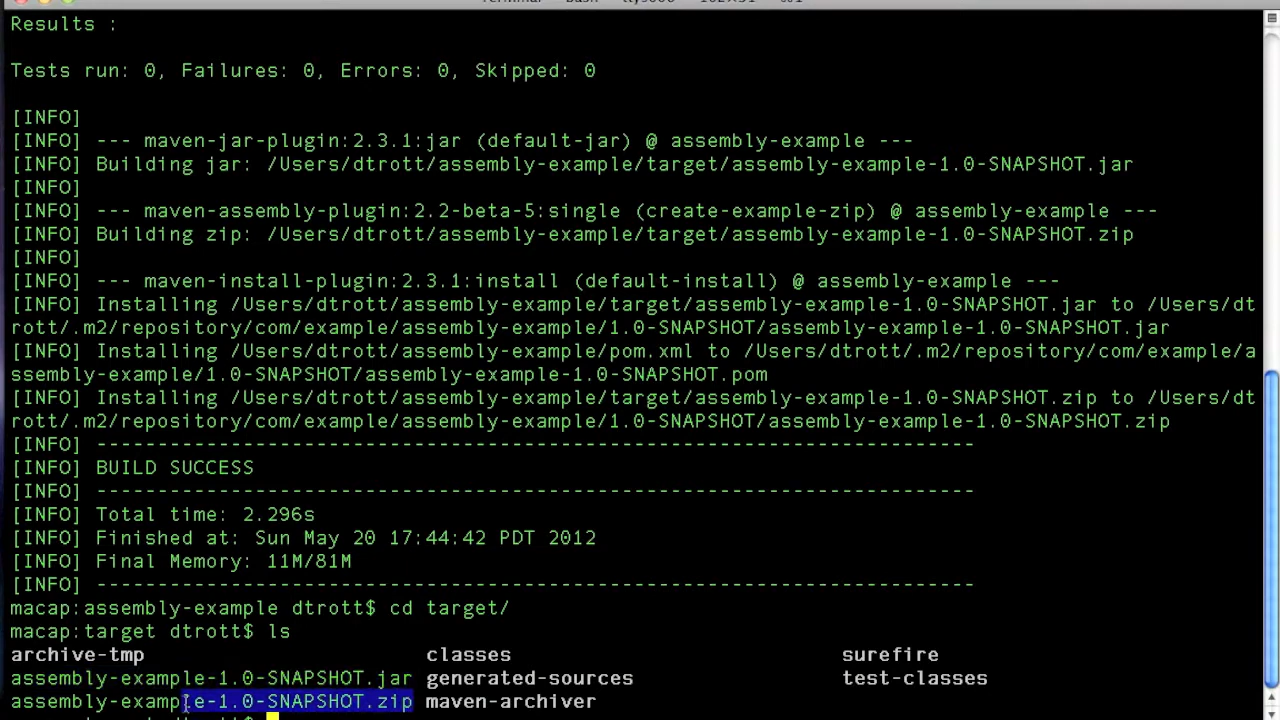 Results :
Tests run: 0, Failures: 0, Errors: 0, Skipped: 0
[INFO]
[INFO] --- maven-jar-plugin:2.3.1:jar (default-jar) @ assembly-example ---
[INFO] Building jar: /Users/dtrott/assembly-example/target/assembly-example-1.0-SNAPSHOT.jar
[INFO]
[INFO] --- maven-assembly-plugin:2.2-beta-5:single (create-example-zip) @ assembly-example ---
[INFO] Building zip: /Users/dtrott/assembly-example/target/assembly-example-1.0-SNAPSHOT.zip
[INFO]
[INFO] --- maven-install-plugin:2.3.1:install (default-install) @ assembly-example ---
[INFO] Installing /Users/dtrott/assembly-example/target/assembly-example-1.0-SNAPSHOT.jar to /Users/dt
rott/.m2/repository/com/example/assembly-example/1.0-SNAPSHOT/assembly-example-1.0-SNAPSHOT.jar
[INFO] Installing /Users/dtrott/assembly-example/pom.xml to /Users/dtrott/.m2/repository/com/example/a
ssembly-example/1.0-SNAPSHOT/assembly-example-1.0-SNAPSHOT.pom
[INFO] Installing /Users/dtrott/assembly-example/target/assembly-example-1.0-SNAPSHOT.zip to /Users/dt
rott/.m2/repository/com/example/assembly-example/1.0-SNAPSHOT/assembly-example-1.0-SNAPSHOT.zip
[INFO] ------------------------------------------------------------------------
[INFO] BUILD SUCCESS
[INFO] ------------------------------------------------------------------------
[INFO] Total time: 2.296s
[INFO] Finished at: Sun May 20 17:44:42 PDT 2012
[INFO] Final Memory: 11M/81M
[INFO] ------------------------------------------------------------------------
macap:assembly-example dtrott$ cd target/
macap:target dtrott$ ls
archive-tmp classes surefire
assembly-example-1.0-SNAPSHOT.jar generated-sources test-classes
assembly-example-1.0-SNAPSHOT.zip maven-archiver